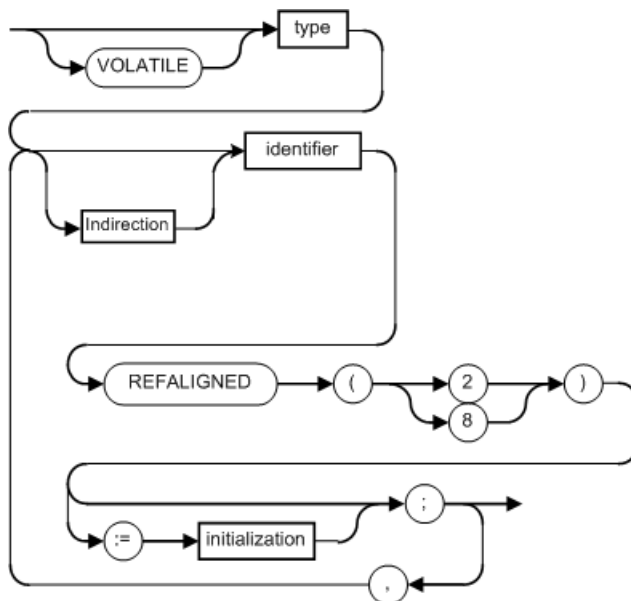 type
VOLATILE
identifier
Indirection
REFALIGNED ( 2 )
8
;
:= initialization
,